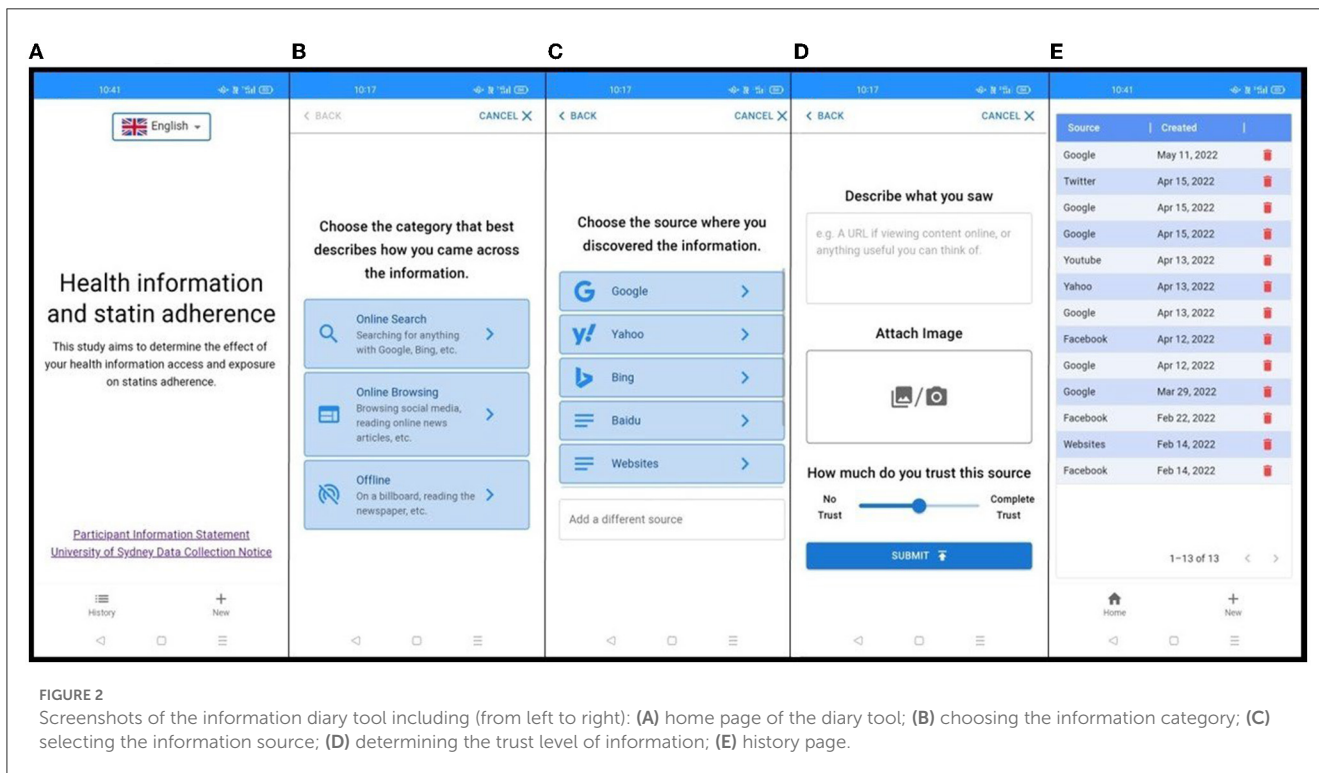 A
10:41
English
Health information
and statin adherence
This study aims to determine the effect of
your health information access and exposure
on statins adherence.
Participant Information Statement
University of Sydney Data Collection Notice
History
New
B
10:17
< BACK
CANCEL X
Choose the category that best
describes how you came across
the information.
Online Search
Searching for anything
with Google, Bing, etc.
Online Browsing
Browsing social media,
reading online news
articles, etc.
Offline
On a billboard, reading the
newspaper, etc.
C
10:17
< BACK
CANCEL X
Choose the source where you
discovered the information.
Google
Yahoo
Bing
Baidu
Websites
Add a different source
D
10:17
< BACK
CANCEL X
Describe what you saw
e.g. A URL if viewing content online, or
anything useful you can think of.
Attach Image
How much do you trust this source
No
Trust
Complete
Trust
SUBMIT
E
10:41
Source | Created |
Google May 11, 2022
Twitter Apr 15, 2022
Google Apr 15, 2022
Google Apr 15, 2022
Youtube Apr 13, 2022
Yahoo Apr 13, 2022
Google Apr 13, 2022
Facebook Apr 12, 2022
Google Apr 12, 2022
Google Mar 29, 2022
Facebook Feb 22, 2022
Websites Feb 14, 2022
Facebook Feb 14, 2022
1–13 of 13 < >
Home
New
FIGURE 2
Screenshots of the information diary tool including (from left to right): (A) home page of the diary tool; (B) choosing the information category; (C)
selecting the information source; (D) determining the trust level of information; (E) history page.